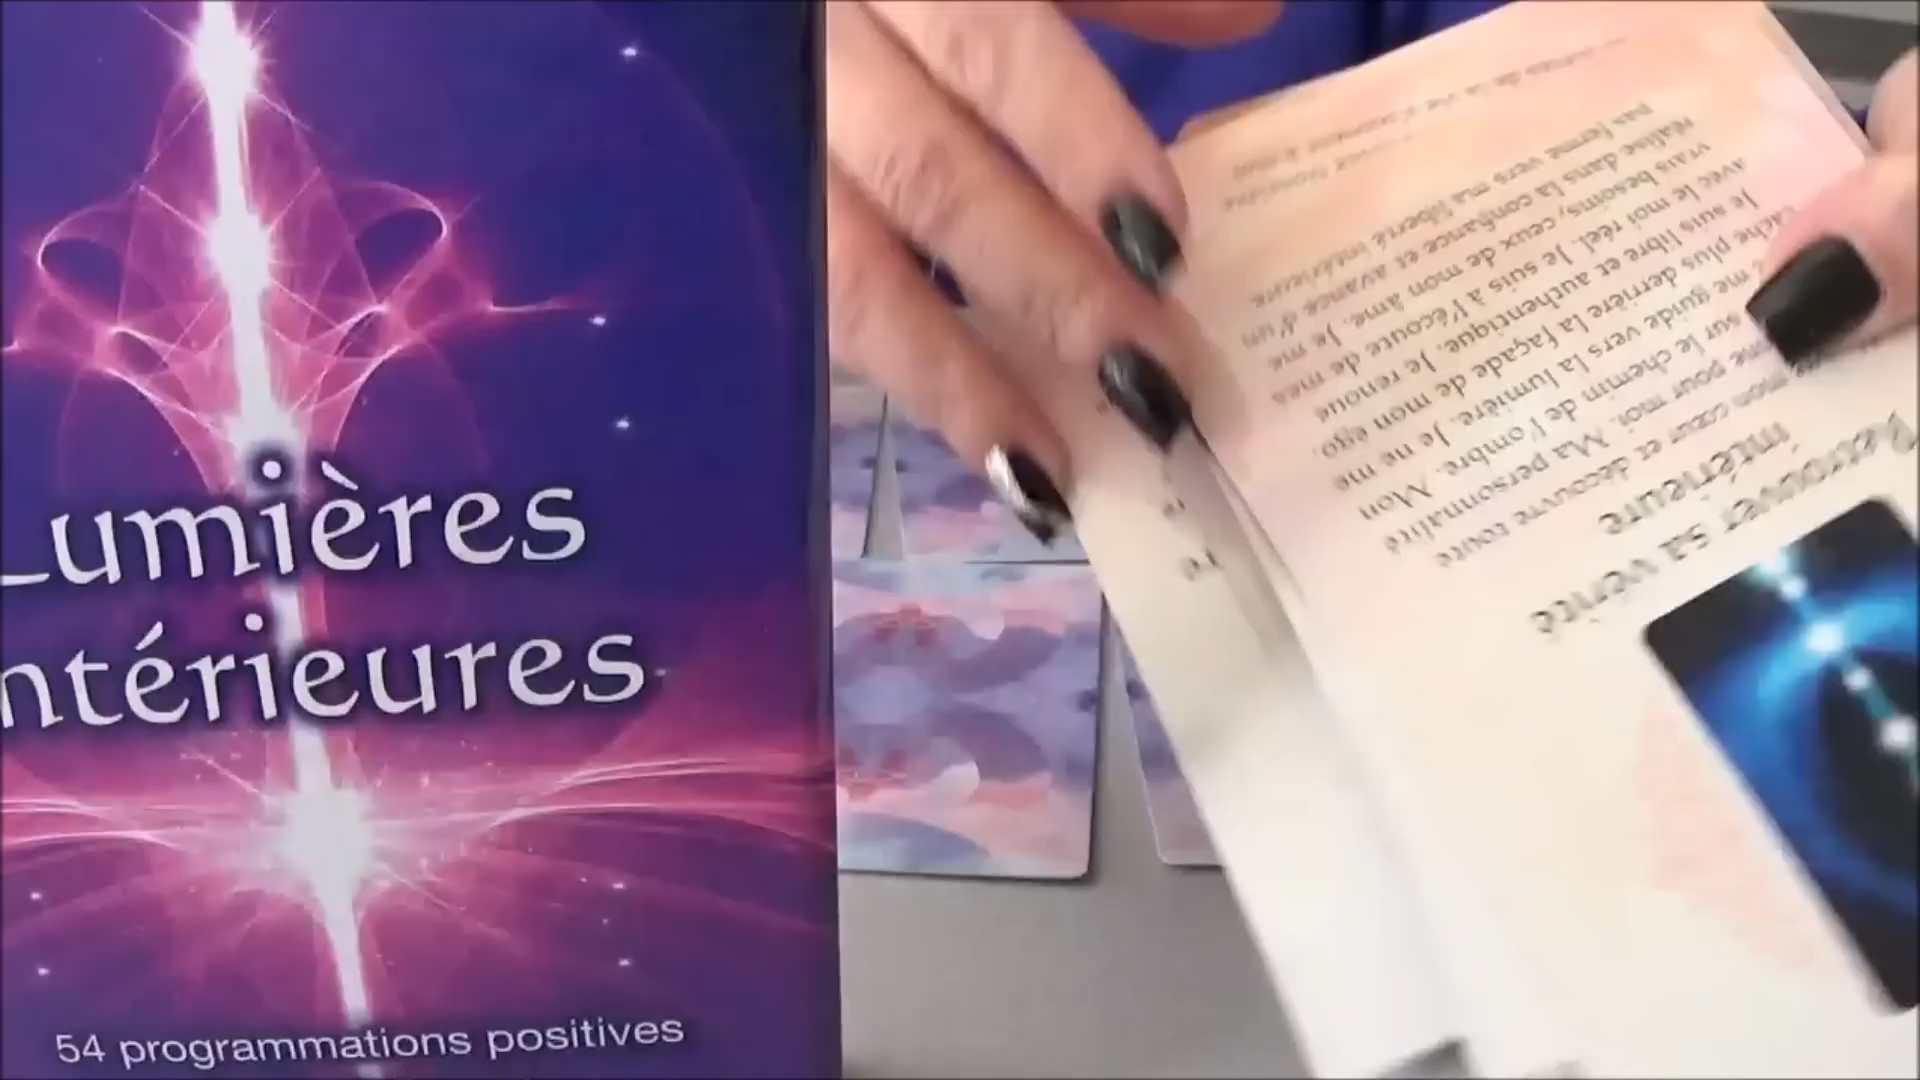 Lumières
ntérieures
54 programmations positives
Retrouver sa vérité
intérieure
mon cœur et découvre toute
pour moi. Ma personnalité
sur le chemin de l'ombre. Mon
me guide vers la lumière. Je ne me
cache plus derrière la façade de mon ego.
Je suis libre et authentique. Je renoue
avec le moi réel. Je suis à l'écoute de mes
vrais besoins, ceux de mon âme. Je me
réalise dans la confiance et avance d'un
pas ferme vers ma liberté intérieure.